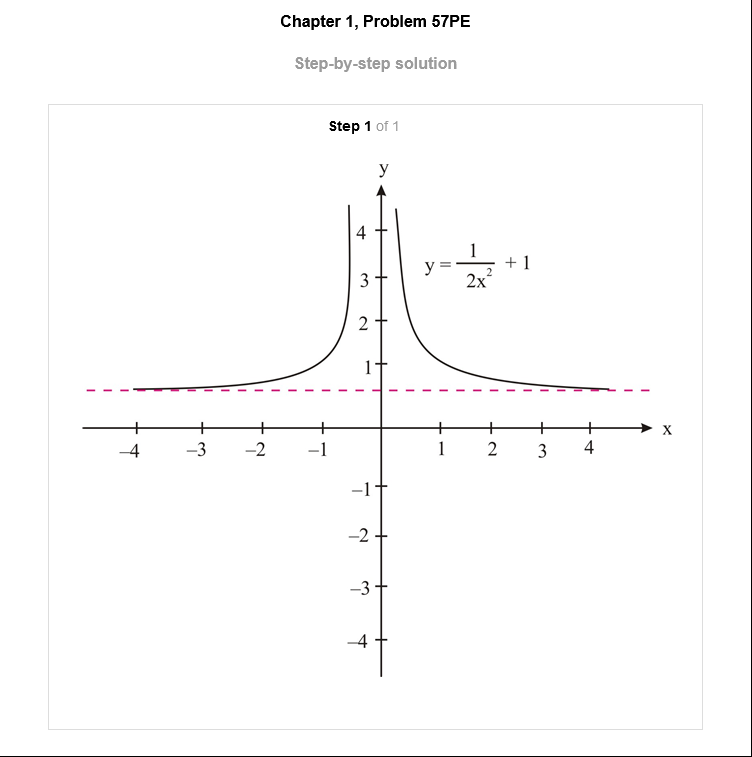 Chapter 1, Problem 57PE
Step-by-step solution
Step 1 of 1
y
4
y = 1/2x² + 1
3
2
1
x
–4 –3 –2 –1 1 2 3 4
–1
–2
–3
–4